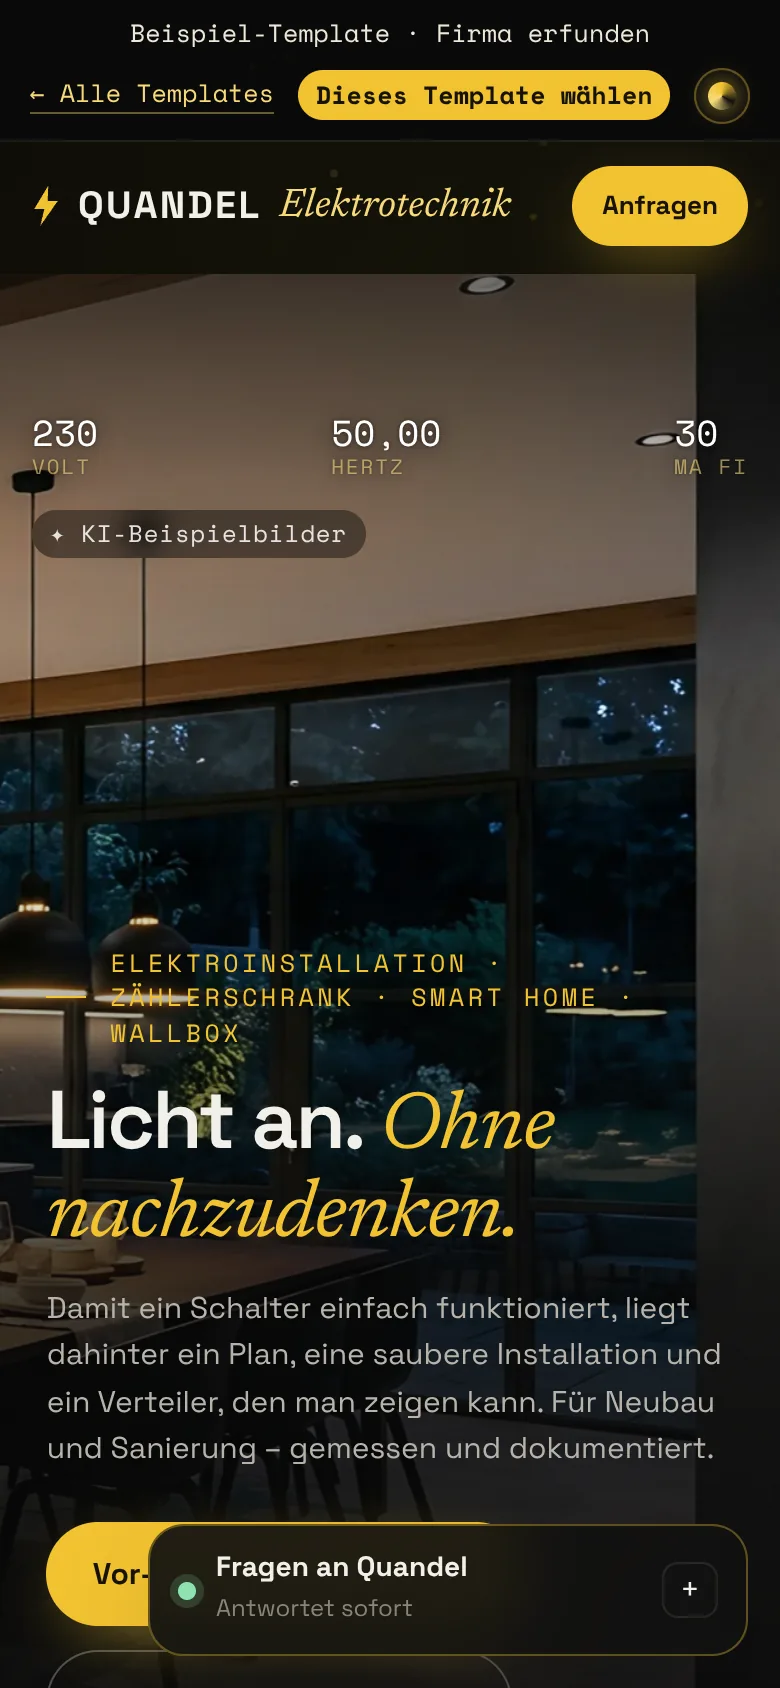 Beispiel-Template · Firma erfunden
← Alle Templates Dieses Template wählen
QUANDEL Elektrotechnik Anfragen
230 50,00 30
VOLT HERTZ MA FI
✦ KI-Beispielbilder
ELEKTROINSTALLATION ·
ZÄHLERSCHRANK · SMART HOME ·
WALLBOX
Licht an. Ohne
nachzudenken.
Damit ein Schalter einfach funktioniert, liegt
dahinter ein Plan, eine saubere Installation und
ein Verteiler, den man zeigen kann. Für Neubau
und Sanierung – gemessen und dokumentiert.
Vor-
Fragen an Quandel
Antwortet sofort
+